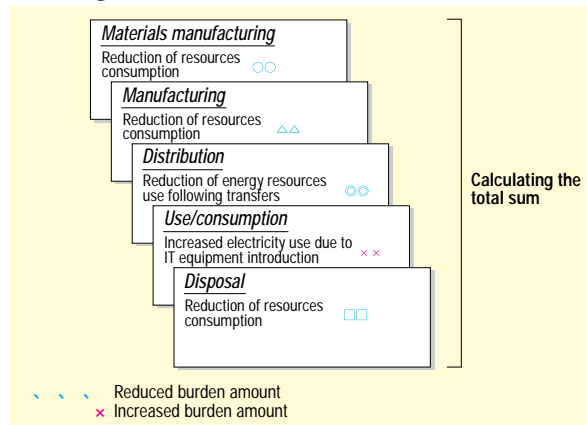 Materials manufacturing
Reduction of resources
consumption ○○
Manufacturing
Reduction of resources
consumption △△
Distribution
Reduction of energy resources
use following transfers ◎◎
Use/consumption
Increased electricity use due to
IT equipment introduction ××
Disposal
Reduction of resources
consumption □□
Calculating the
total sum
、 、 、 Reduced burden amount
× Increased burden amount